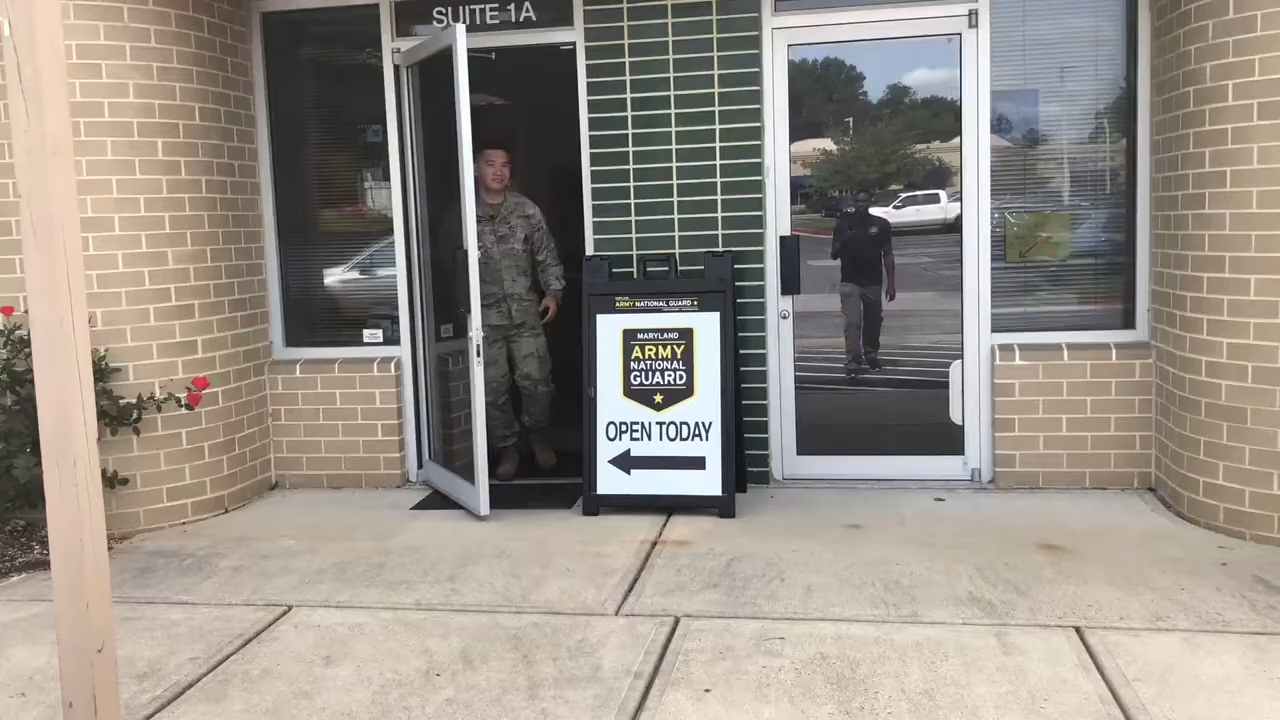 SUITE 1A
ARMY NATIONAL GUARD
MARYLAND
ARMY
NATIONAL
GUARD
OPEN TODAY